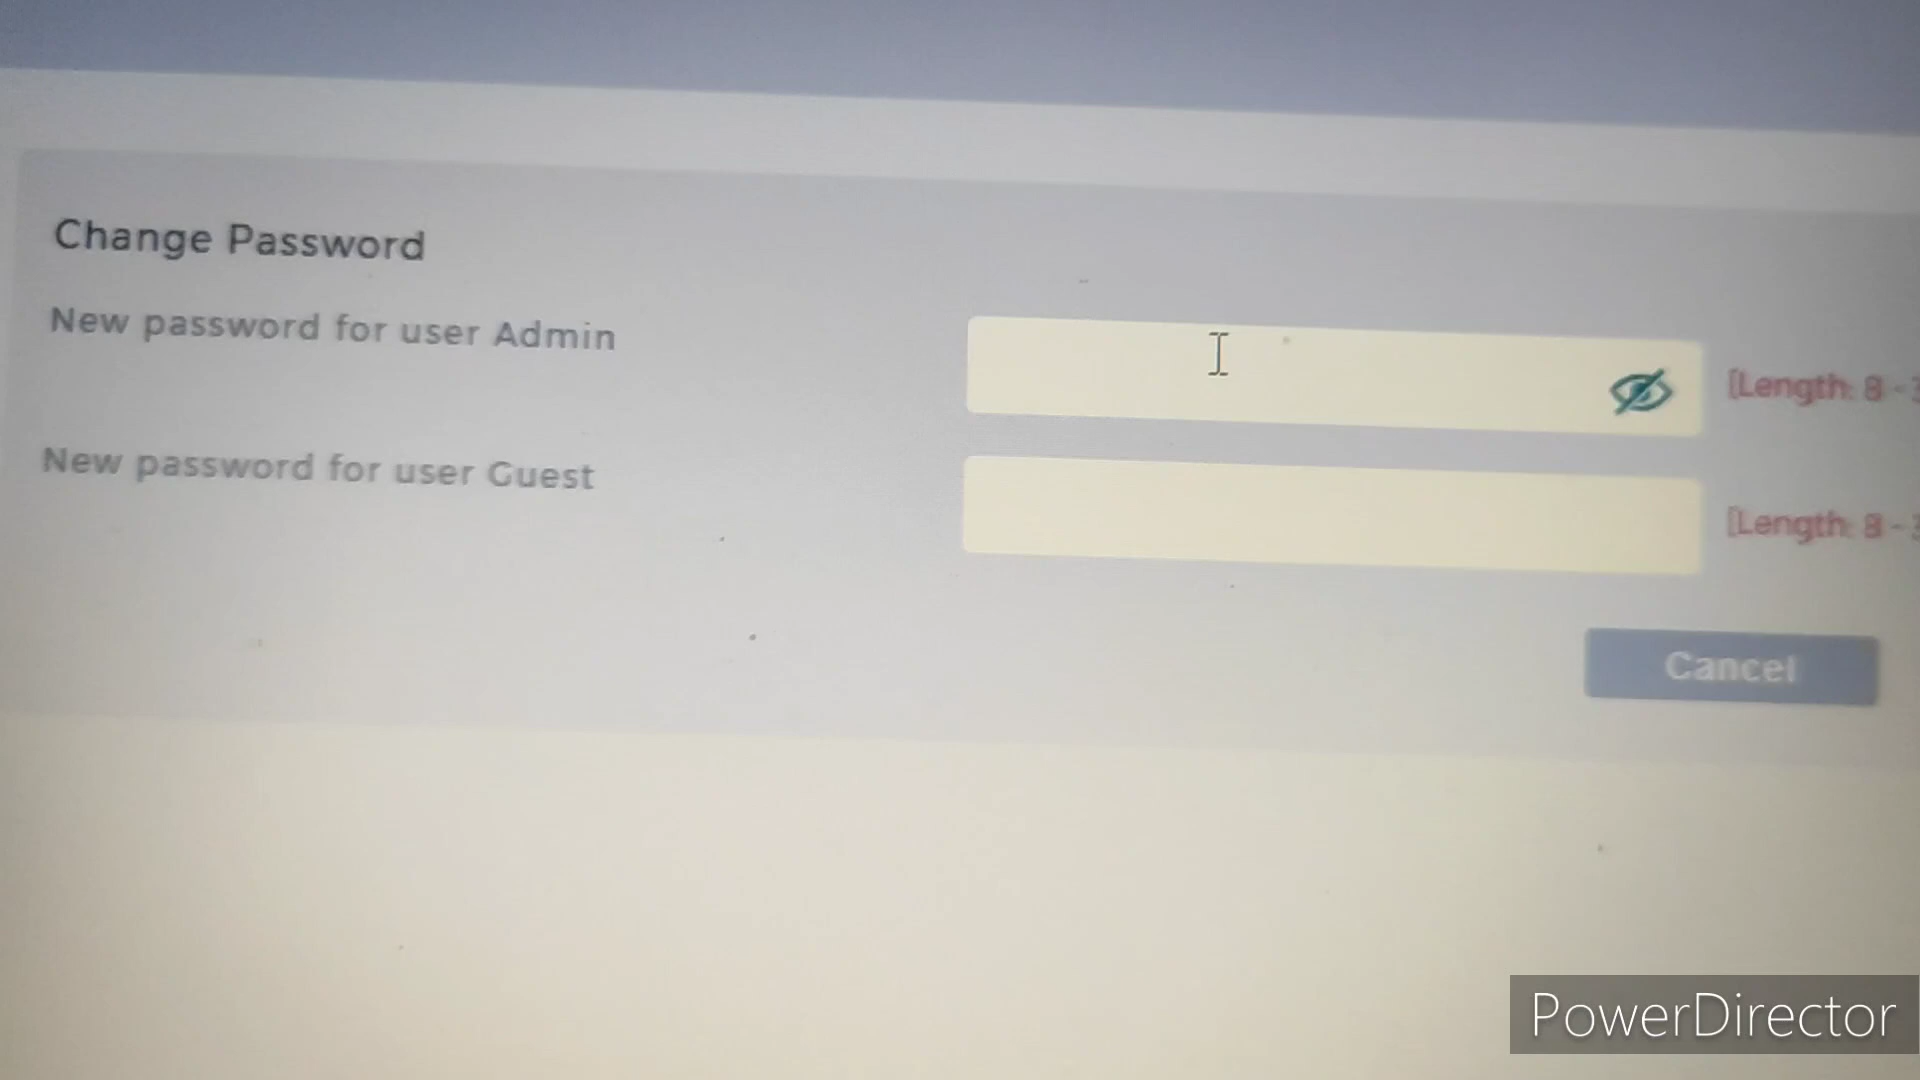 Change Password
New password for user Admin
[Length: 8 -
New password for user Guest
[Length: 8 -
Cancel
PowerDirector